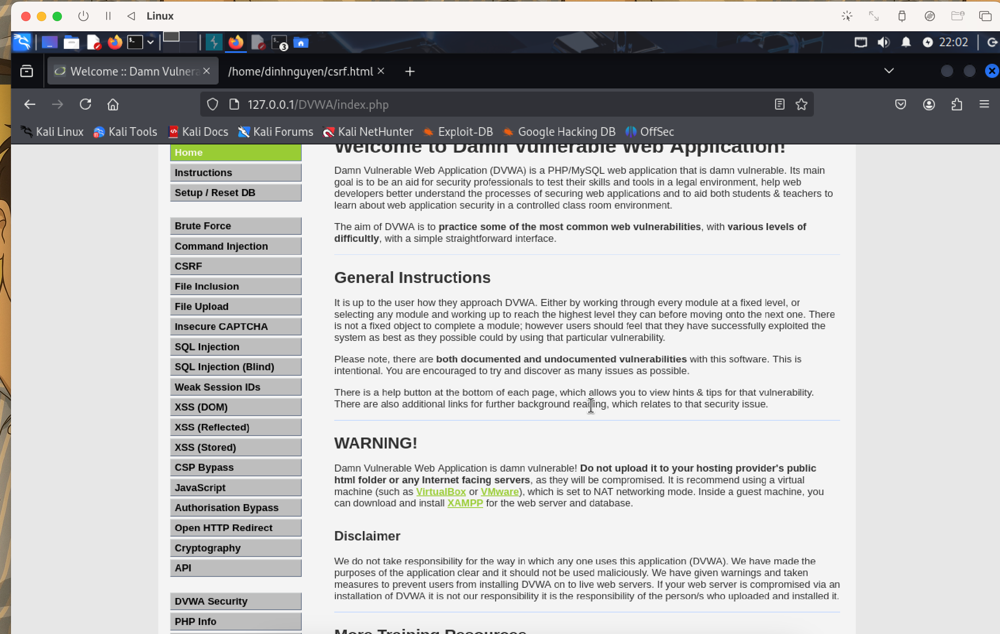 Linux
3
22:02
Welcome :: Damn Vulnera
/home/dinhnguyen/csrf.html
127.0.0.1/DVWA/index.php
Kali Linux
Kali Tools
Kali Docs
Kali Forums
Kali NetHunter
Exploit-DB
Google Hacking DB
OffSec
Home
Instructions
Setup / Reset DB
Brute Force
Command Injection
CSRF
File Inclusion
File Upload
Insecure CAPTCHA
SQL Injection
SQL Injection (Blind)
Weak Session IDs
XSS (DOM)
XSS (Reflected)
XSS (Stored)
CSP Bypass
JavaScript
Authorisation Bypass
Open HTTP Redirect
Cryptography
API
DVWA Security
PHP Info
Welcome to Damn Vulnerable Web Application!
Damn Vulnerable Web Application (DVWA) is a PHP/MySQL web application that is damn vulnerable. Its main
goal is to be an aid for security professionals to test their skills and tools in a legal environment, help web
developers better understand the processes of securing web applications and to aid both students & teachers to
learn about web application security in a controlled class room environment.
The aim of DVWA is to practice some of the most common web vulnerabilities, with various levels of
difficultly, with a simple straightforward interface.
General Instructions
It is up to the user how they approach DVWA. Either by working through every module at a fixed level, or
selecting any module and working up to reach the highest level they can before moving onto the next one. There
is not a fixed object to complete a module; however users should feel that they have successfully exploited the
system as best as they possible could by using that particular vulnerability.
Please note, there are both documented and undocumented vulnerabilities with this software. This is
intentional. You are encouraged to try and discover as many issues as possible.
There is a help button at the bottom of each page, which allows you to view hints & tips for that vulnerability.
There are also additional links for further background reading, which relates to that security issue.
WARNING!
Damn Vulnerable Web Application is damn vulnerable! Do not upload it to your hosting provider's public
html folder or any Internet facing servers, as they will be compromised. It is recommend using a virtual
machine (such as VirtualBox or VMware), which is set to NAT networking mode. Inside a guest machine, you
can download and install XAMPP for the web server and database.
Disclaimer
We do not take responsibility for the way in which any one uses this application (DVWA). We have made the
purposes of the application clear and it should not be used maliciously. We have given warnings and taken
measures to prevent users from installing DVWA on to live web servers. If your web server is compromised via an
installation of DVWA it is not our responsibility it is the responsibility of the person/s who uploaded and installed it.
More Training Resources